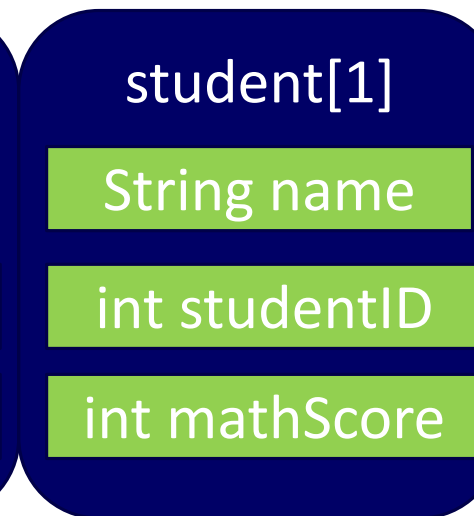 student[1]
String name
int studentID
int mathScore